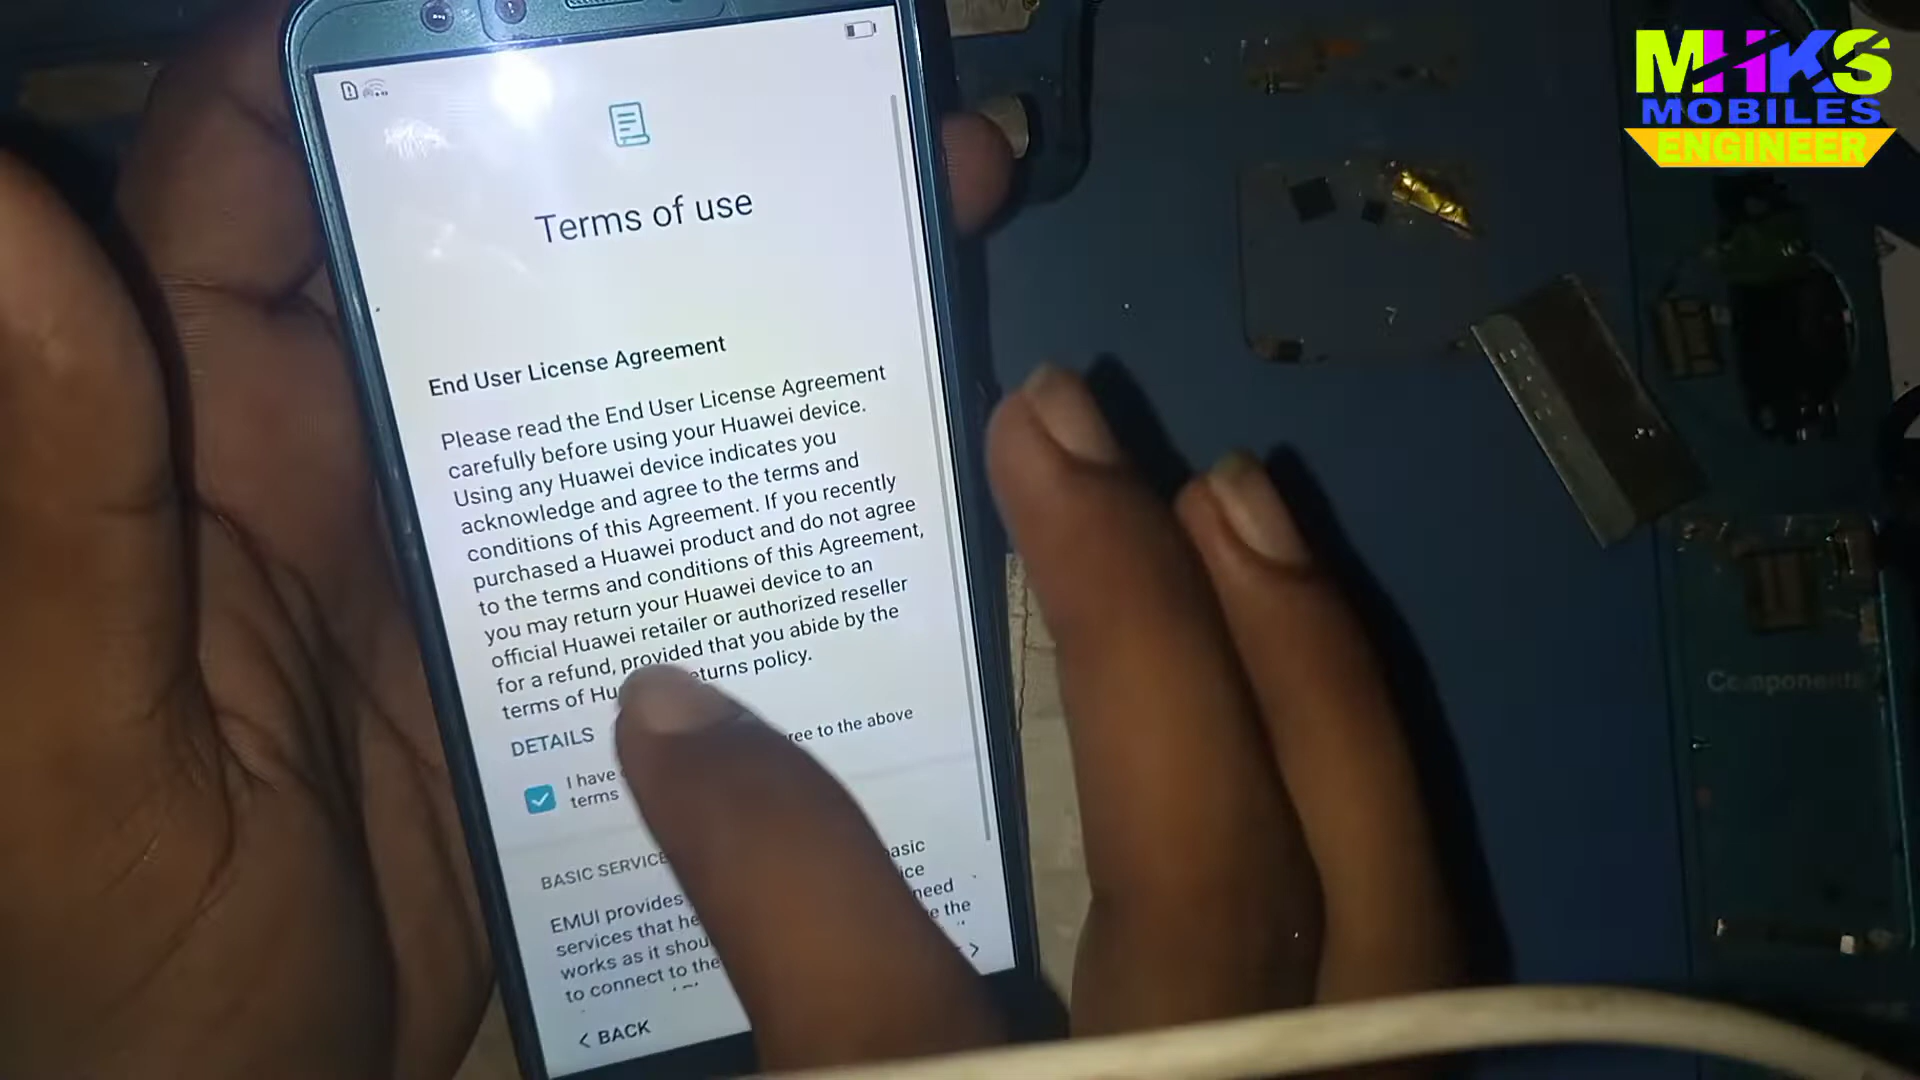 MHKS
MOBILES
ENGINEER
Terms of use
End User License Agreement
Please read the End User License Agreement
carefully before using your Huawei device.
Using any Huawei device indicates you
acknowledge and agree to the terms and
conditions of this Agreement. If you recently
purchased a Huawei product and do not agree
to the terms and conditions of this Agreement,
you may return your Huawei device to an
official Huawei retailer or authorized reseller
for a refund, provided that you abide by the
terms of Hu eturns policy.
DETAILS
I have ree to the above
terms
BASIC SERVICE
EMUI provides asic
services that he ice
works as it shou need
to connect to the e the
< BACK
Components